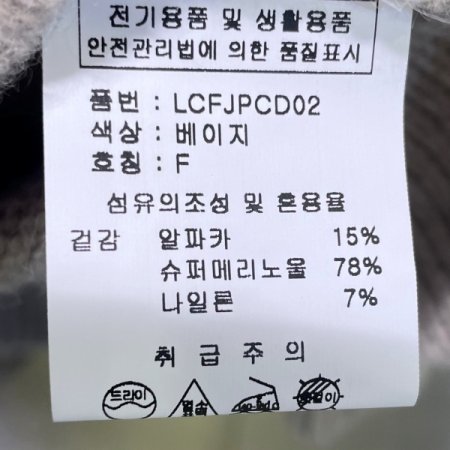 전기용품 및 생활용품
안전관리법에 의한 품질표시
품번 : LCFJPCD02
색상 : 베이지
호칭 : F
섬유의조성 및 혼용율
겉감 알파카 15%
슈퍼메리노울 78%
나일론 7%
취급주의
드라이